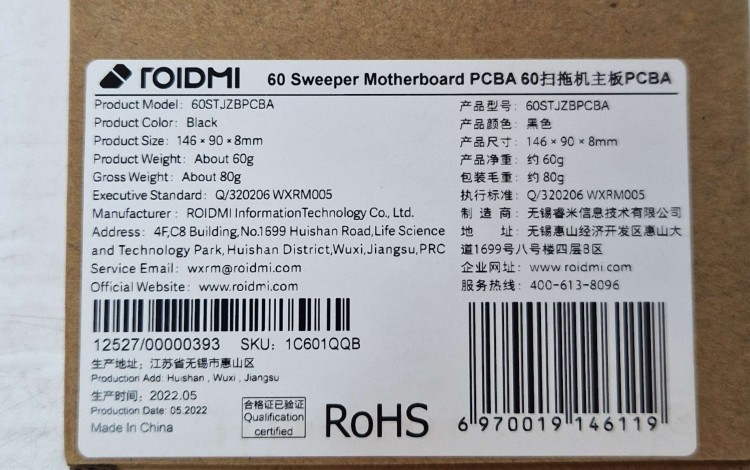 ROIDMI 60 Sweeper Motherboard PCBA 60扫拖机主板PCBA
Product Model: 60STJZBPCBA
Product Color: Black
Product Size: 146 × 90 × 8mm
Product Weight: About 60g
Gross Weight: About 80g
Executive Standard: Q/320206 WXRM005
Manufacturer: ROIDMI InformationTechnology Co., Ltd.
Address: 4F,C8 Building,No.1699 Huishan Road,Life Science
and Technology Park, Huishan District,Wuxi,Jiangsu,PRC
Service Email: wxrm@roidmi.com
Official Website: www.roidmi.com
12527/00000393 SKU: 1C601QQB
生产地址: 江苏省无锡市惠山区
Production Add: Huishan , Wuxi , Jiangsu
生产时间: 2022.05
Production Date: 05.2022
Made In China
合格证已验证
Qualification
certified
RoHS
产品型号: 60STJZBPCBA
产品颜色: 黑色
产品尺寸: 146 × 90 × 8mm
产品净重: 约 60g
包装毛重: 约 80g
执行标准: Q/320206 WXRM005
制造商: 无锡睿米信息技术有限公司
地址: 无锡惠山经济开发区惠山大
道1699号八号楼四层B区
企业网址: www.roidmi.com
服务热线: 400-613-8096
6 970019 146119